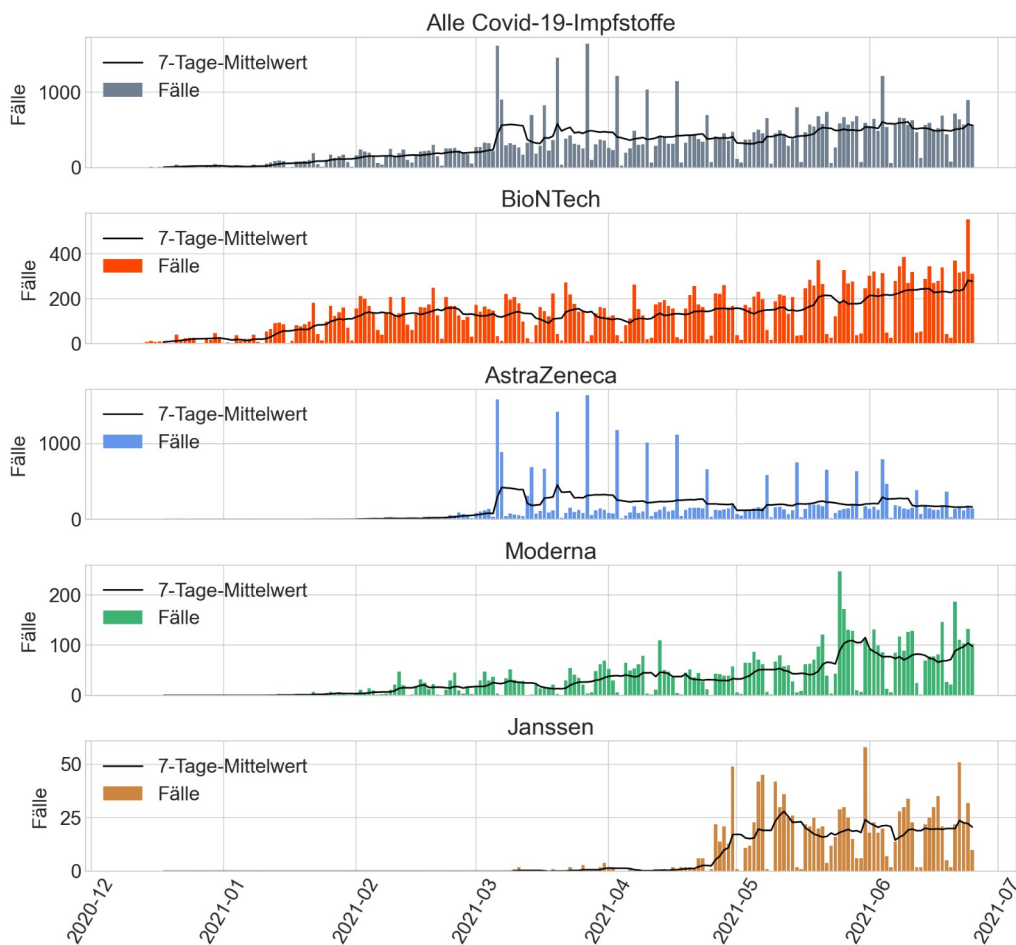 Alle Covid-19-Impfstoffe
7-Tage-Mittelwert
Fälle
Fälle
1000
0
BioNTech
7-Tage-Mittelwert
Fälle
Fälle
400
200
0
AstraZeneca
7-Tage-Mittelwert
Fälle
Fälle
1000
0
Moderna
7-Tage-Mittelwert
Fälle
Fälle
200
100
0
Janssen
7-Tage-Mittelwert
Fälle
Fälle
50
25
0
2020-12
2021-01
2021-02
2021-03
2021-04
2021-05
2021-06
2021-07